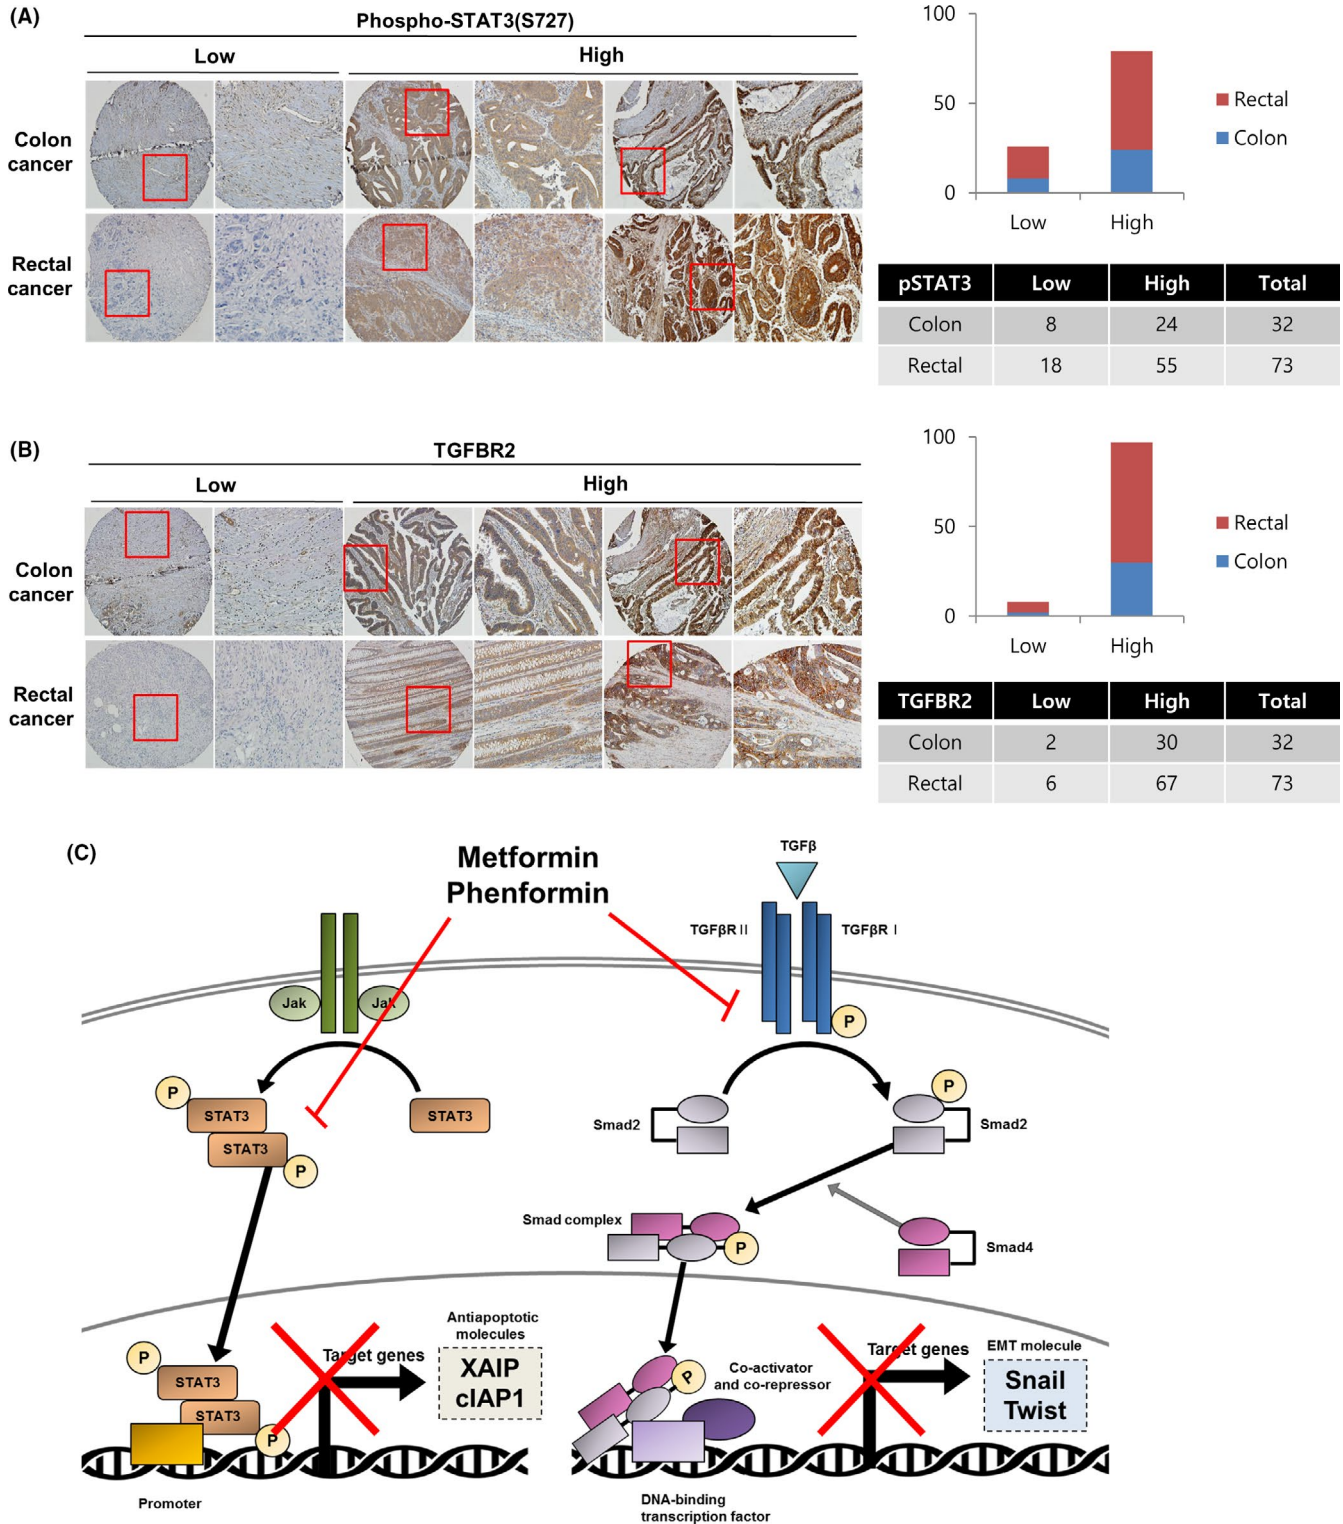 (A)
Phospho-STAT3(S727)
Low High
Colon
cancer
Rectal
cancer
100
50
0
Low High
Rectal
Colon
pSTAT3 Low High Total
Colon 8 24 32
Rectal 18 55 73
(B)
TGFBR2
Low High
Colon
cancer
Rectal
cancer
100
50
0
Low High
Rectal
Colon
TGFBR2 Low High Total
Colon 2 30 32
Rectal 6 67 73
(C)
Metformin
Phenformin
TGFβ
TGFβR II
TGFβR I
Jak
Jak
P
P
STAT3
STAT3
STAT3
P
P
Smad2
Smad2
Smad complex
P
Smad4
Antiapoptotic
molecules
Target genes
XAIP
cIAP1
P
STAT3
STAT3
P
Promoter
P
Co-activator
and co-repressor
Target genes
EMT molecule
Snail
Twist
DNA-binding
transcription factor